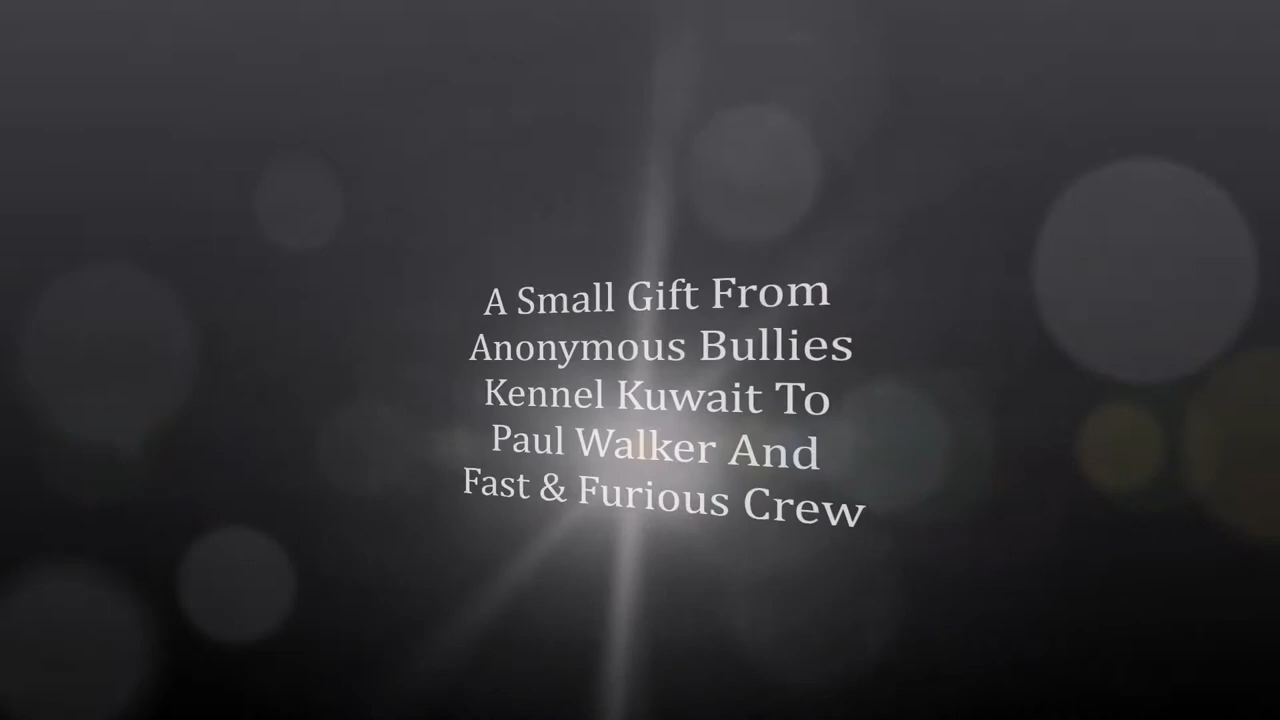 A Small Gift From
Anonymous Bullies
Kennel Kuwait To
Paul Walker And
Fast & Furious Crew